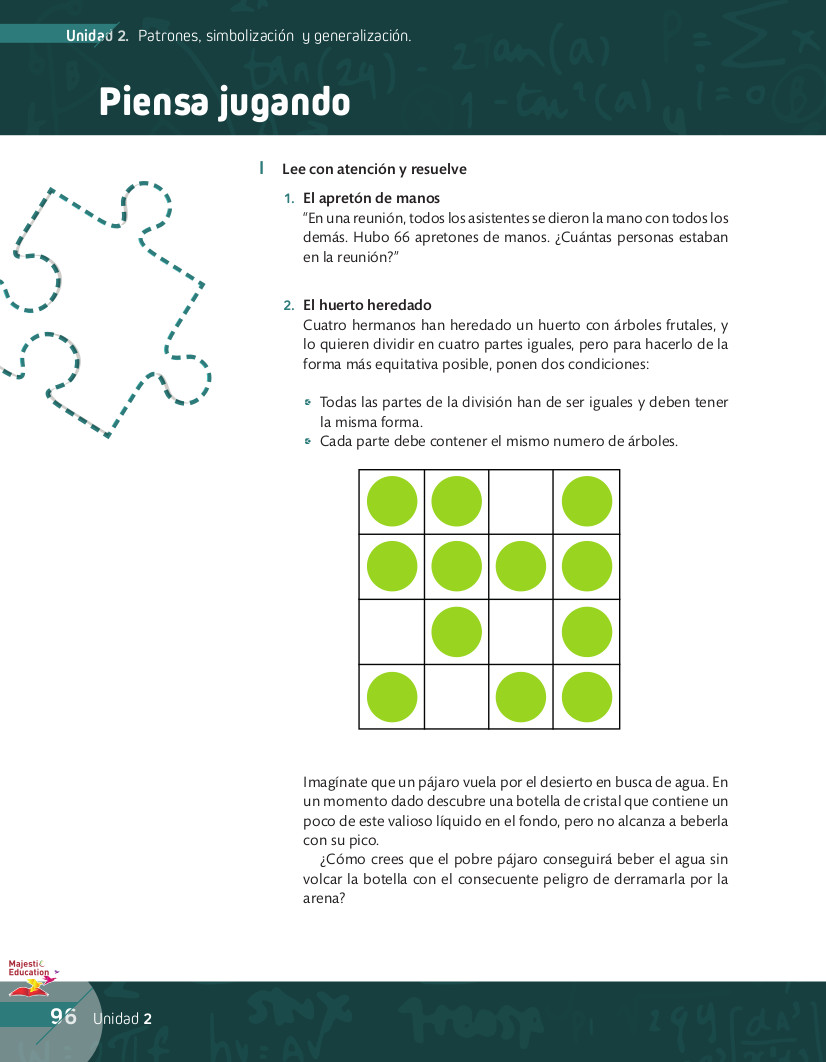 Unidad 2. Patrones, simbolización y generalización.
Piensa jugando
I Lee con atención y resuelve
1. El apretón de manos
"En una reunión, todos los asistentes se dieron la mano con todos los
demás. Hubo 66 apretones de manos. ¿Cuántas personas estaban
en la reunión?"
2. El huerto heredado
Cuatro hermanos han heredado un huerto con árboles frutales, y
lo quieren dividir en cuatro partes iguales, pero para hacerlo de la
forma más equitativa posible, ponen dos condiciones:
Todas las partes de la división han de ser iguales y deben tener
la misma forma.
Cada parte debe contener el mismo numero de árboles.
Imagínate que un pájaro vuela por el desierto en busca de agua. En
un momento dado descubre una botella de cristal que contiene un
poco de este valioso líquido en el fondo, pero no alcanza a beberla
con su pico.
¿Cómo crees que el pobre pájaro conseguirá beber el agua sin
volcar la botella con el consecuente peligro de derramarla por la
arena?
Majestic
Education
96 Unidad 2